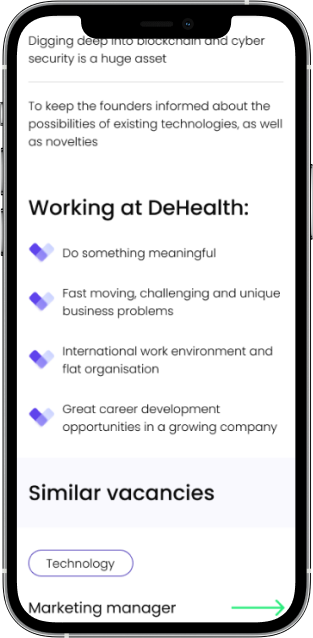 Digging deep into blockchain and cyber
security is a huge asset
To keep the founders informed about the
possibilities of existing technologies, as well
as novelties
Working at DeHealth:
Do something meaningful
Fast moving, challenging and unique
business problems
International work environment and
flat organisation
Great career development
opportunities in a growing company
Similar vacancies
Technology
Marketing manager